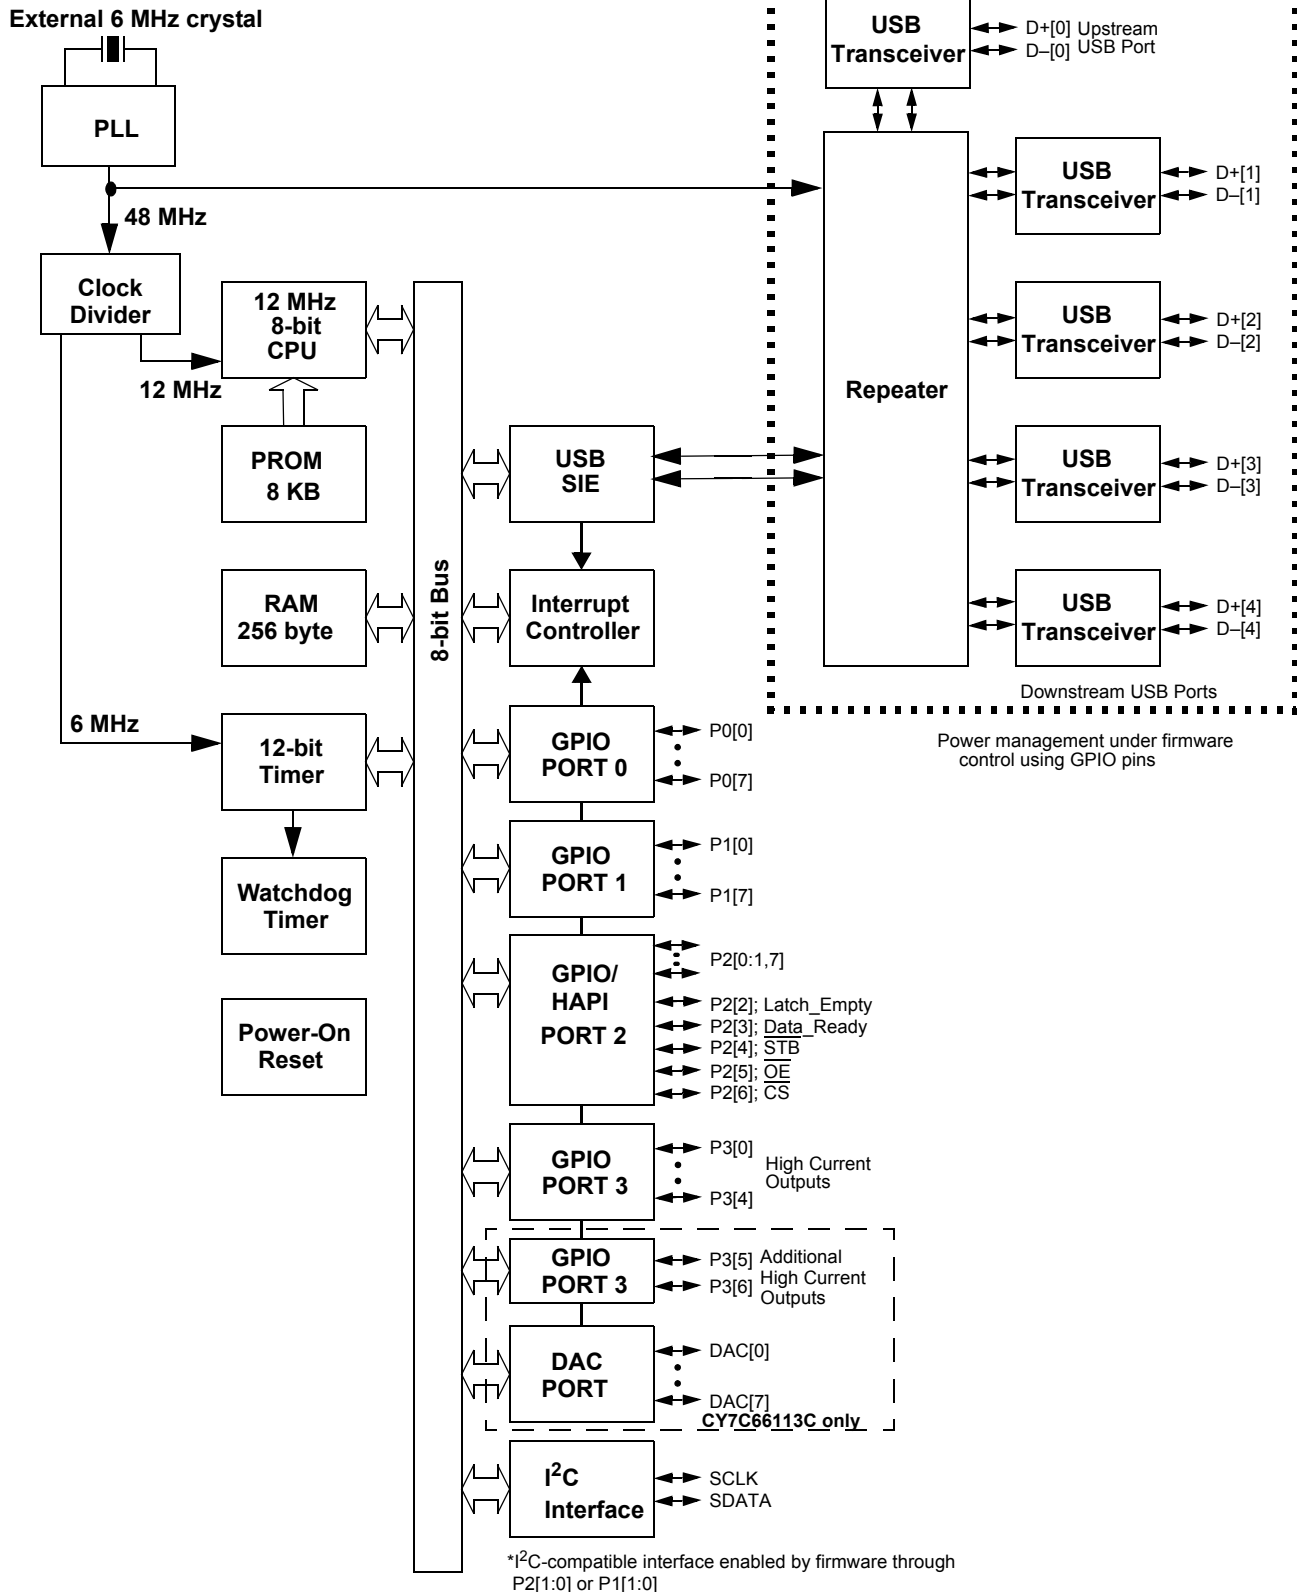 External 6 MHz crystal
PLL
48 MHz
Clock
Divider
12 MHz
6 MHz
12 MHz
8-bit
CPU
PROM
8 KB
RAM
256 byte
12-bit
Timer
Watchdog
Timer
Power-On
Reset
8-bit Bus
USB
SIE
Interrupt
Controller
GPIO
PORT 0
P0[0]
P0[7]
GPIO
PORT 1
P1[0]
P1[7]
GPIO/
HAPI
PORT 2
P2[0:1,7]
P2[2]; Latch_Empty
P2[3]; Data_Ready
P2[4]; S̅T̅B̅
P2[5]; O̅E̅
P2[6]; C̅S̅
GPIO
PORT 3
P3[0]
P3[4]
High Current
Outputs
GPIO
PORT 3
P3[5] Additional
P3[6] High Current
Outputs
DAC
PORT
DAC[0]
DAC[7]
CY7C66113C only
I²C
Interface
SCLK
SDATA
*I²C-compatible interface enabled by firmware through
P2[1:0] or P1[1:0]
USB
Transceiver
D+[0] Upstream
D–[0] USB Port
Repeater
USB
Transceiver
D+[1]
D–[1]
USB
Transceiver
D+[2]
D–[2]
USB
Transceiver
D+[3]
D–[3]
USB
Transceiver
D+[4]
D–[4]
Downstream USB Ports
Power management under firmware
control using GPIO pins